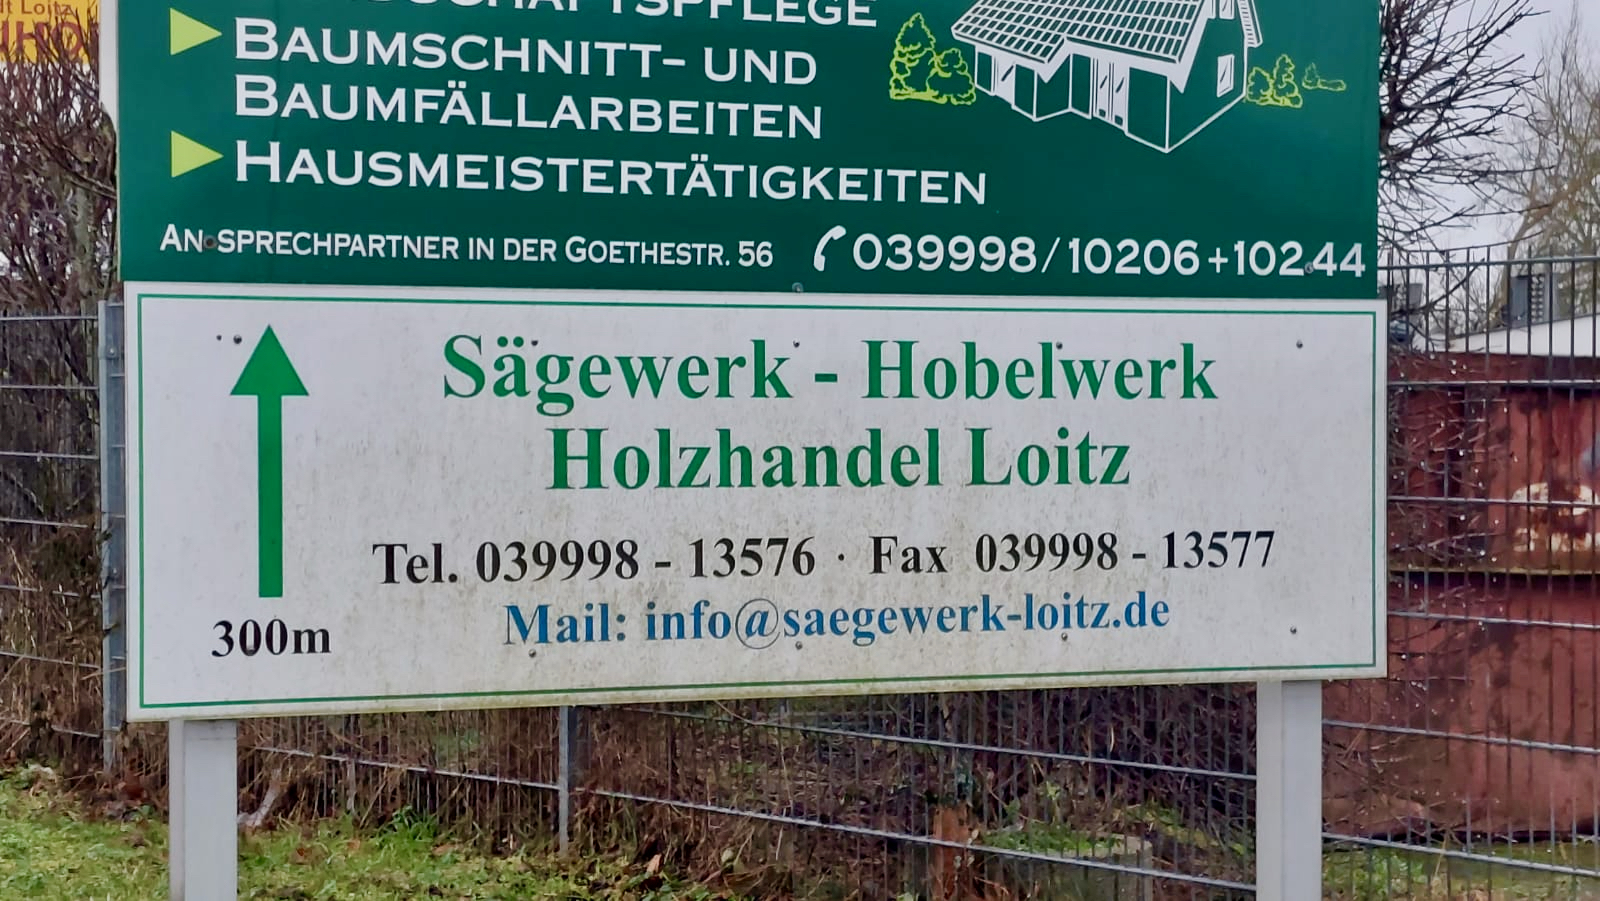 Loitz
BAUMSCHNITT- UND
BAUMFÄLLARBEITEN
HAUSMEISTERTÄTIGKEITEN
ANSPRECHPARTNER IN DER GOETHESTR. 56 039998/10206+10244
Sägewerk - Hobelwerk
Holzhandel Loitz
Tel. 039998 - 13576 · Fax 039998 - 13577
Mail: info@saegewerk-loitz.de
300m